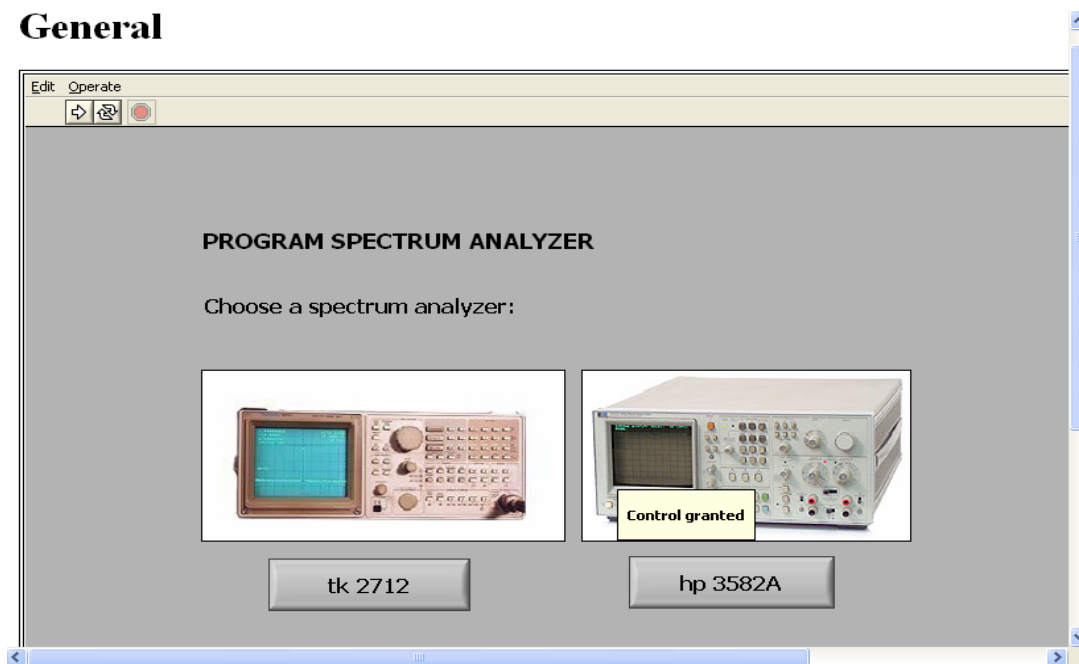 General
Edit Operate
PROGRAM SPECTRUM ANALYZER
Choose a spectrum analyzer:
Control granted
tk 2712
hp 3582A